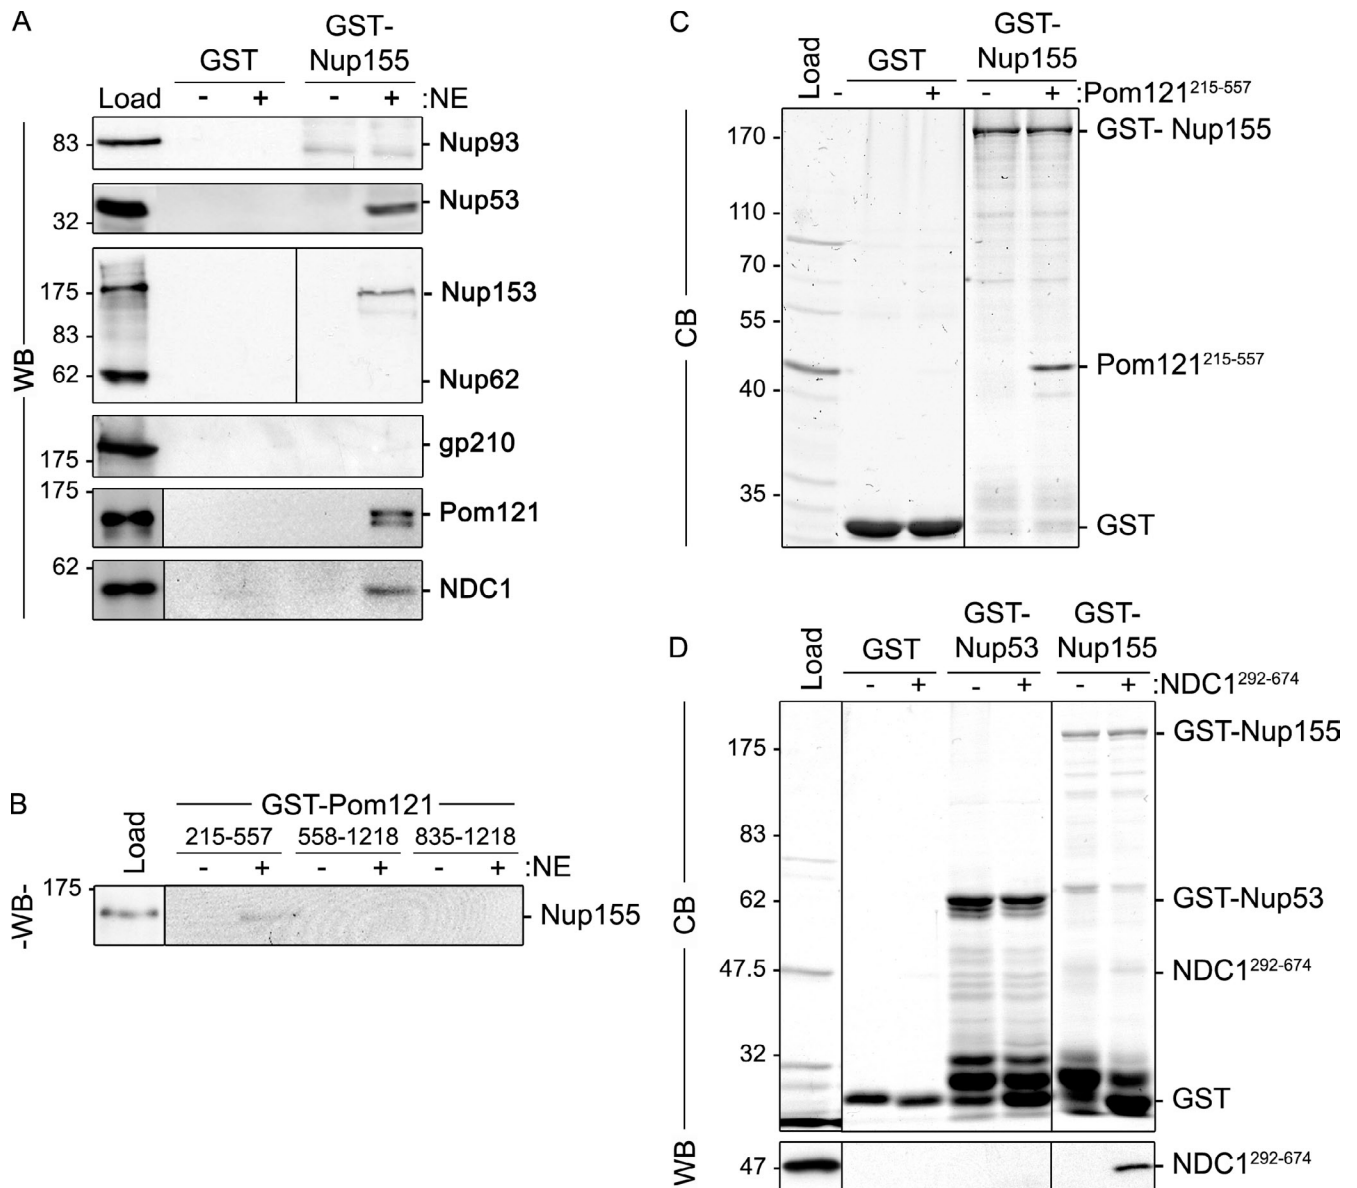 A
GST
GST-
Nup155
Load - + - + :NE
WB
83 Nup93
Nup53
32
175 Nup153
83
62 Nup62
gp210
175
175
Pom121
62
NDC1
B
GST-Pom121
Load
215-557 558-1218 835-1218
- + - + - + :NE
-WB-
175
Nup155
C
Load
GST
GST-
Nup155
- + - + :Pom121²¹⁵⁻⁵⁵⁷
CB
170 GST- Nup155
110
70
55
Pom121²¹⁵⁻⁵⁵⁷
40
35
GST
D
Load
GST
GST-
Nup53
GST-
Nup155
- + - + - + :NDC1²⁹²⁻⁶⁷⁴
CB
GST-Nup155
175
83
62 GST-Nup53
47.5 NDC1²⁹²⁻⁶⁷⁴
32
GST
WB
47 NDC1²⁹²⁻⁶⁷⁴